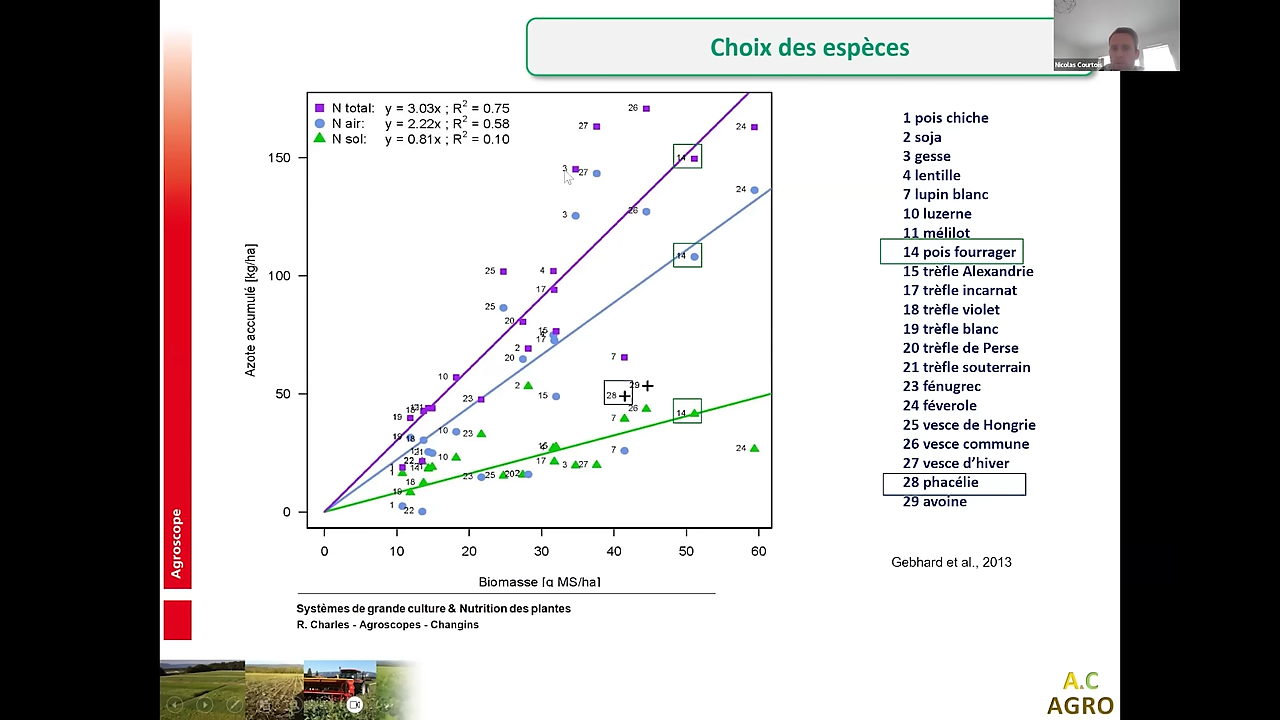 Choix des espèces
Nicolas Courtois
N total: y = 3.03x ; R2 = 0.75
N air: y = 2.22x ; R2 = 0.58
N sol: y = 0.81x ; R2 = 0.10
Azote accumulé [kg/ha]
150
100
50
0
0 10 20 30 40 50 60
Biomasse [q MS/ha]
1 pois chiche
2 soja
3 gesse
4 lentille
7 lupin blanc
10 luzerne
11 mélilot
14 pois fourrager
15 trèfle Alexandrie
17 trèfle incarnat
18 trèfle violet
19 trèfle blanc
20 trèfle de Perse
21 trèfle souterrain
23 fénugrec
24 féverole
25 vesce de Hongrie
26 vesce commune
27 vesce d'hiver
28 phacélie
29 avoine
Gebhard et al., 2013
Agroscope
Systèmes de grande culture & Nutrition des plantes
R. Charles - Agroscopes - Changins
A.C
AGRO